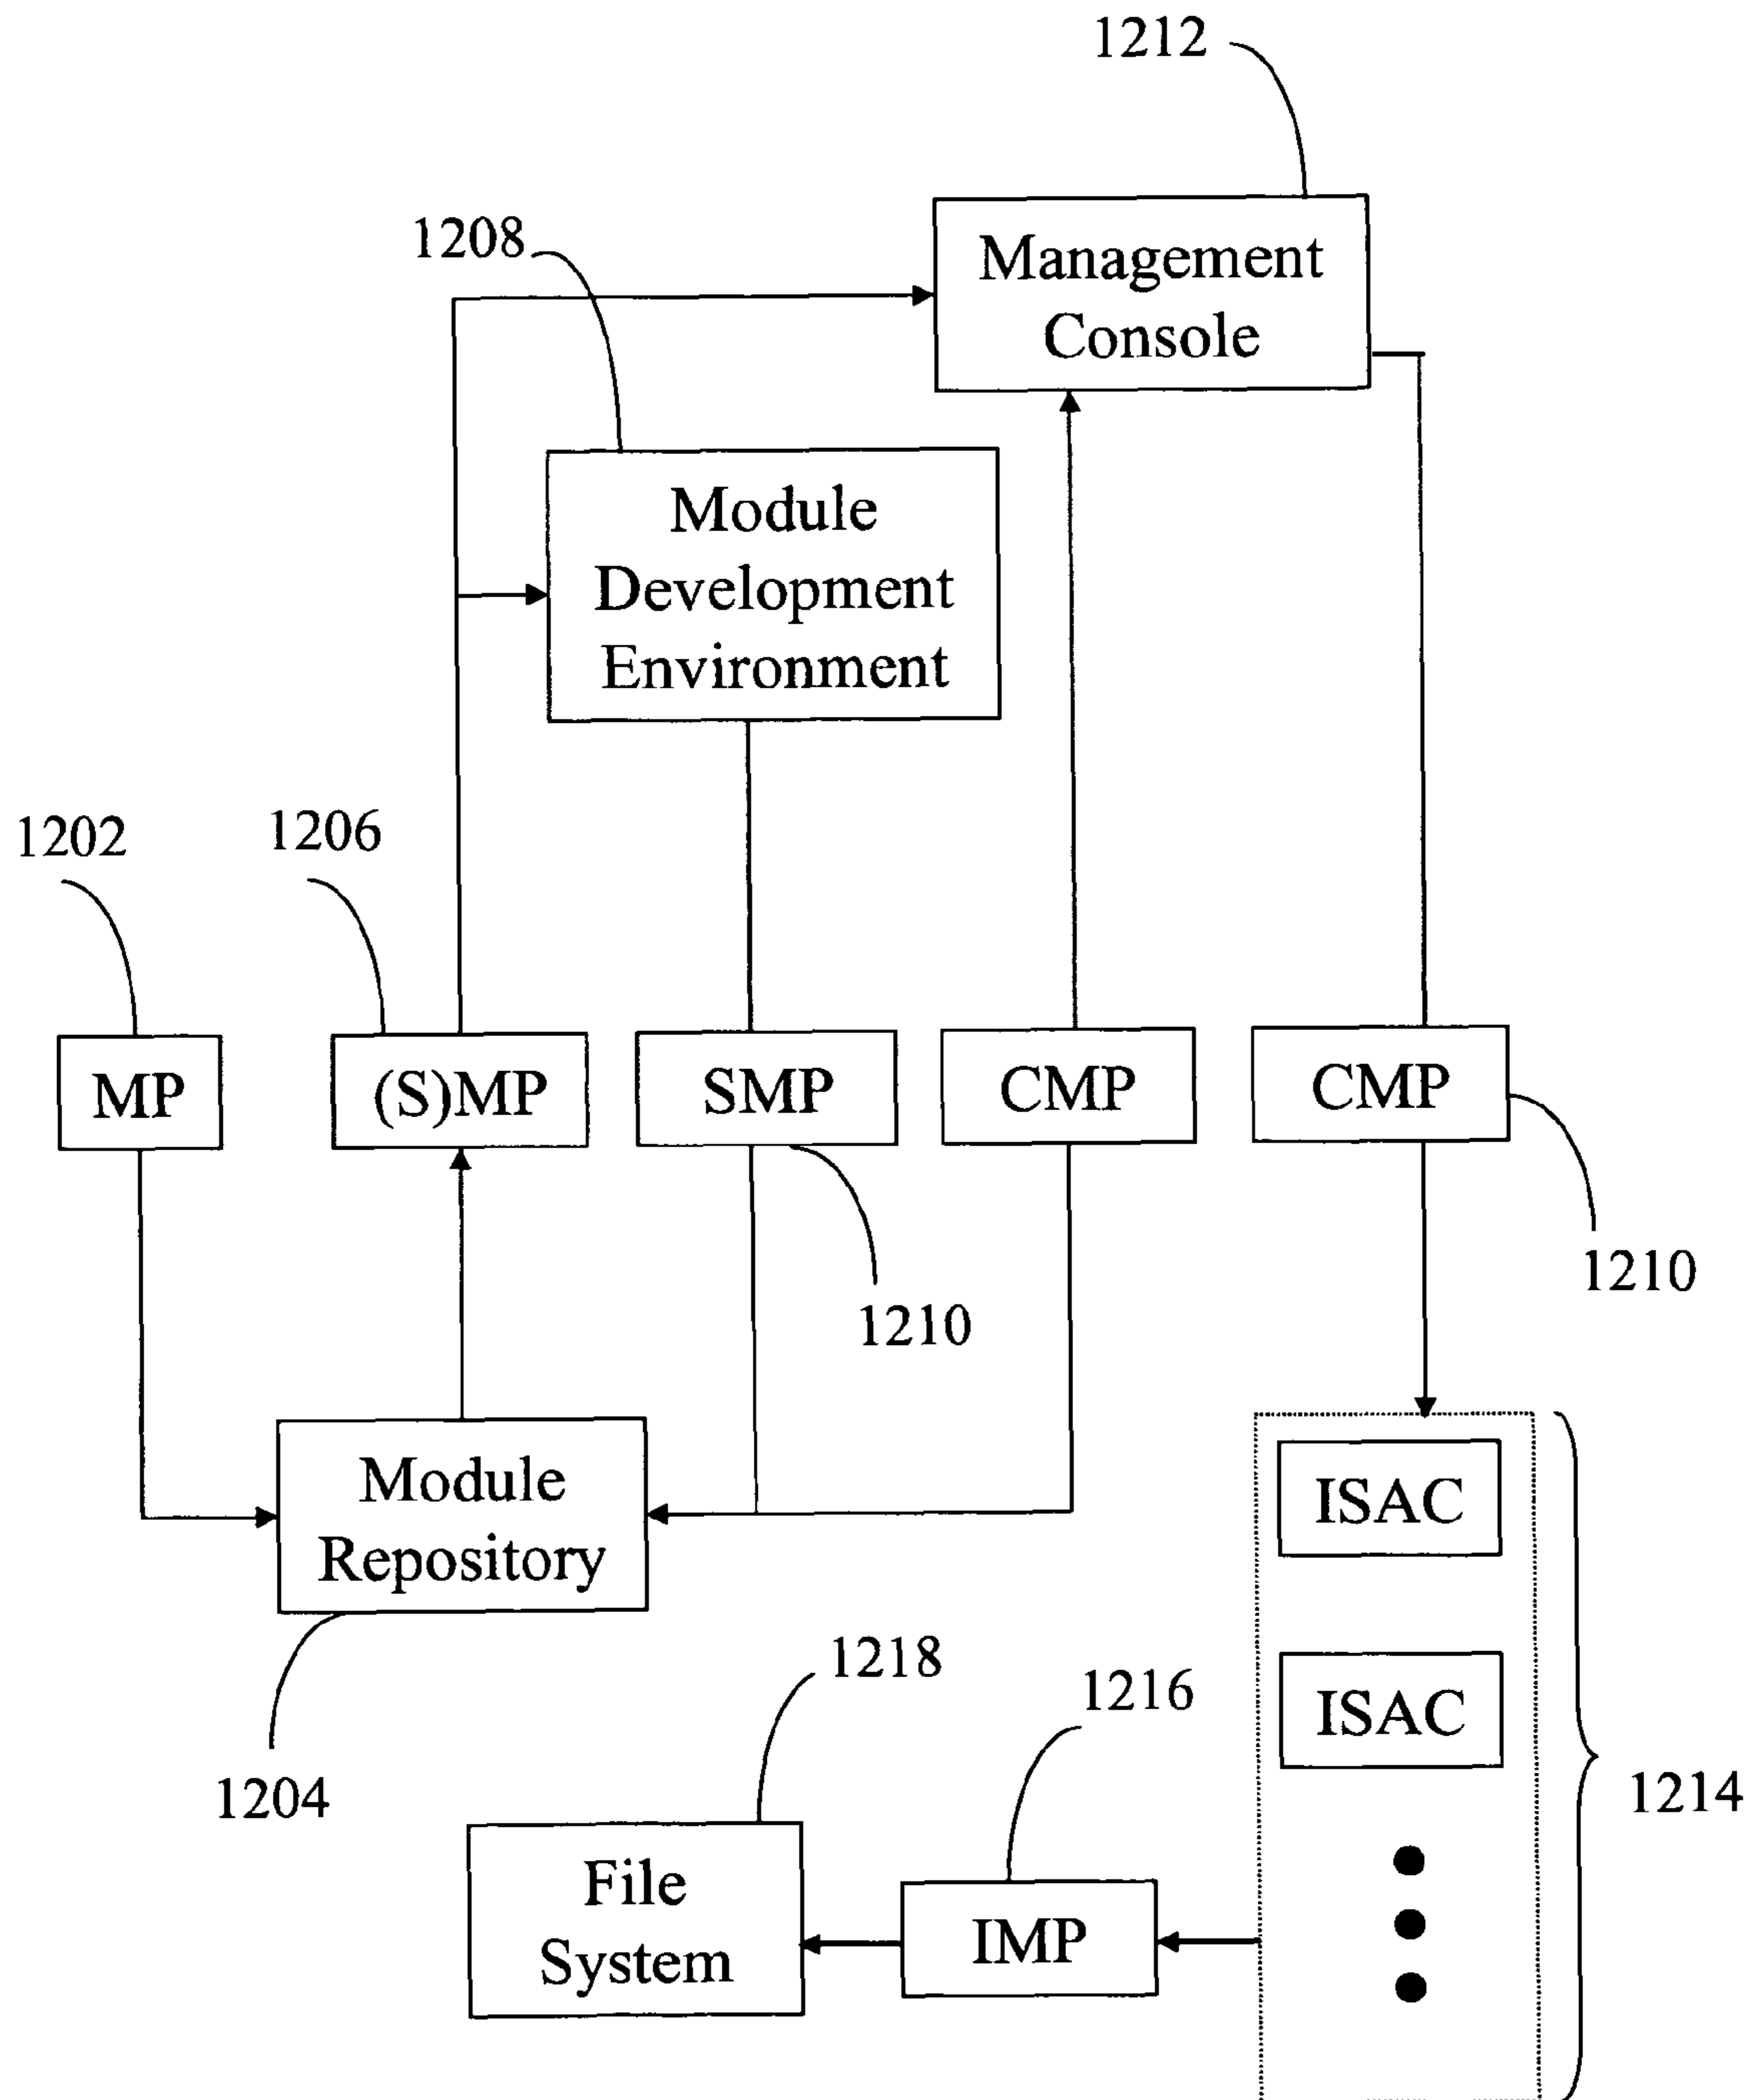 1212
Management
Console
1208
Module
Development
Environment
1202
1206
MP
(S)MP
SMP
CMP
CMP
1210
1210
Module
Repository
ISAC
ISAC
1218
1216
1204
1214
File
System
IMP